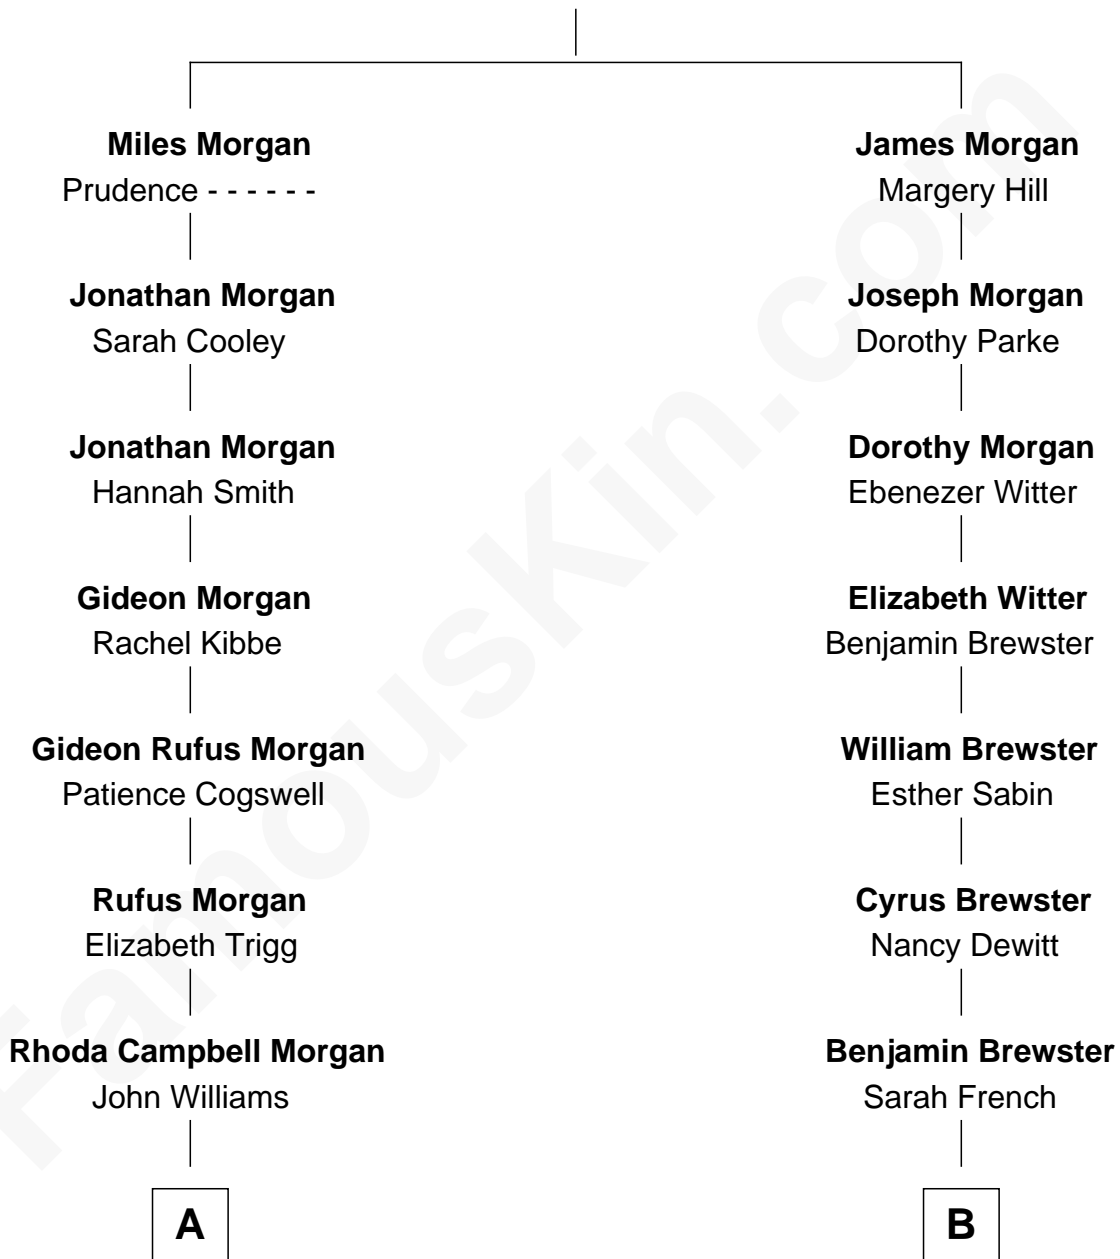 Miles Morgan
Prudence - - - - - -
James Morgan
Margery Hill
Jonathan Morgan
Sarah Cooley
Joseph Morgan
Dorothy Parke
Jonathan Morgan
Hannah Smith
Dorothy Morgan
Ebenezer Witter
Gideon Morgan
Rachel Kibbe
Elizabeth Witter
Benjamin Brewster
Gideon Rufus Morgan
Patience Cogswell
William Brewster
Esther Sabin
Rufus Morgan
Elizabeth Trigg
Cyrus Brewster
Nancy Dewitt
Rhoda Campbell Morgan
John Williams
Benjamin Brewster
Sarah French
A
B
FamousKin.com